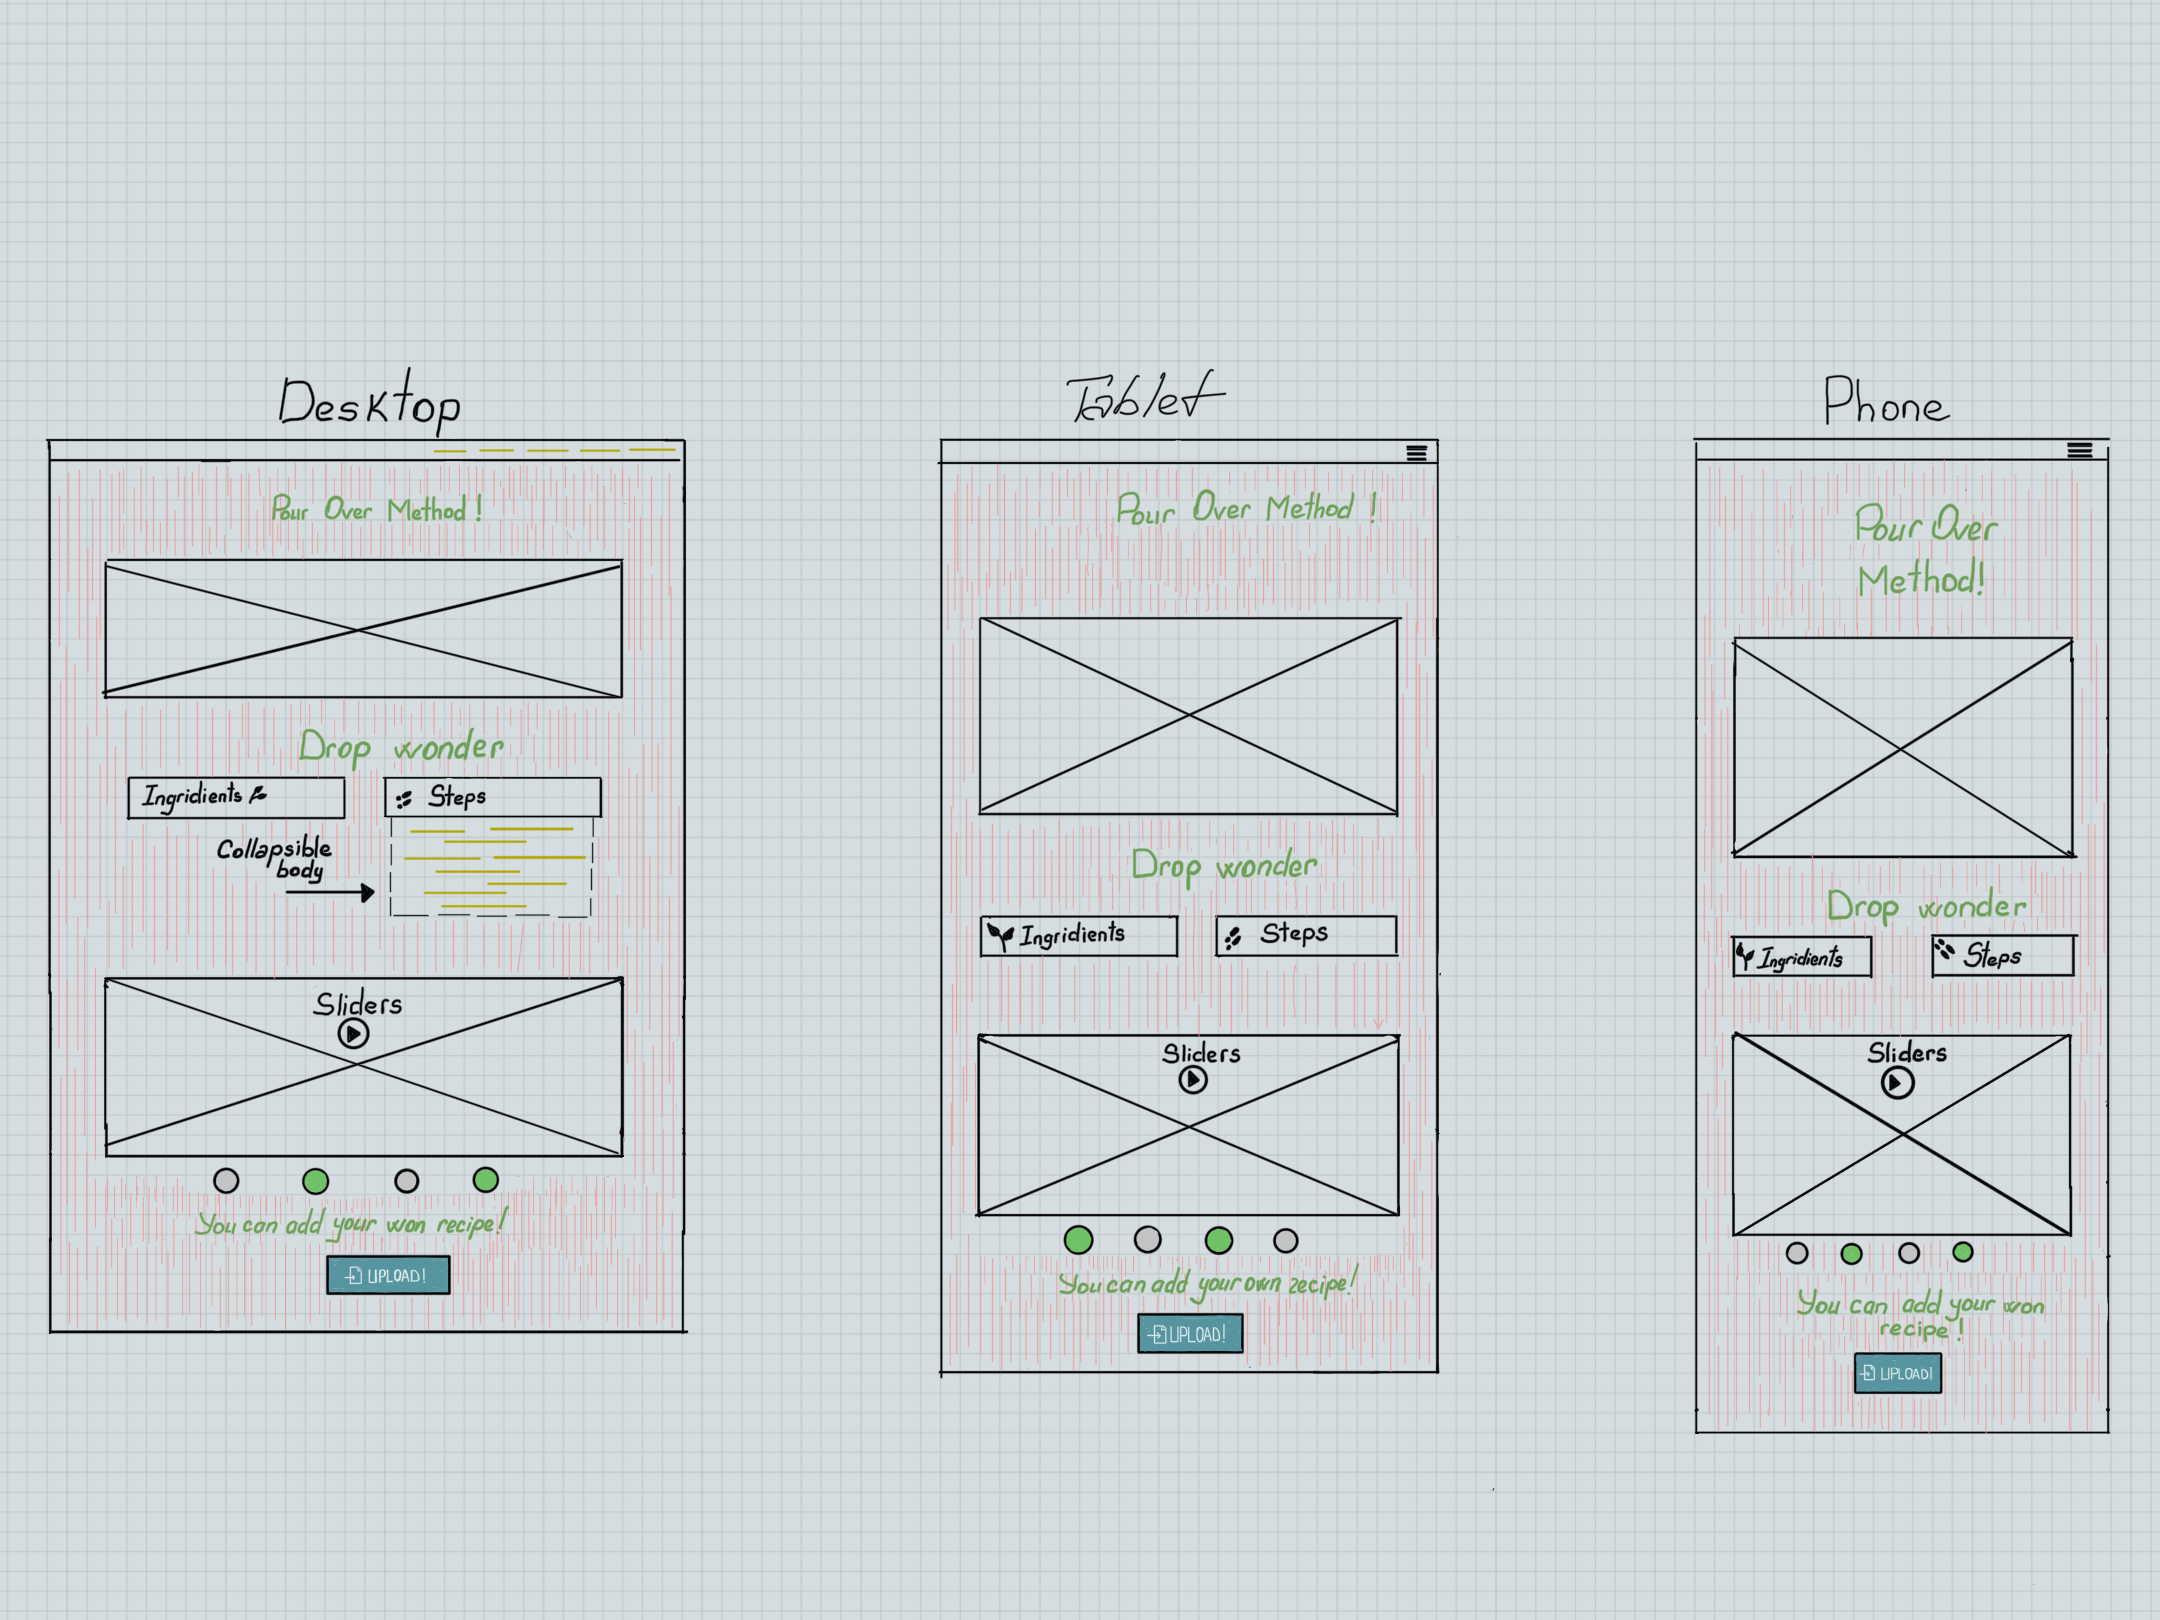 Desktop
Pour Over Method!
Drop wonder
Ingridients
Steps
Collapsible
body
Sliders
You can add your won recipe!
UPLOAD!
Tablet
Pour Over Method!
Drop wonder
Ingridients
Steps
Sliders
You can add your own recipe!
UPLOAD!
Phone
Pour Over
Method!
Drop wonder
Ingridients
Steps
Sliders
You can add your won
recipe!
UPLOAD!